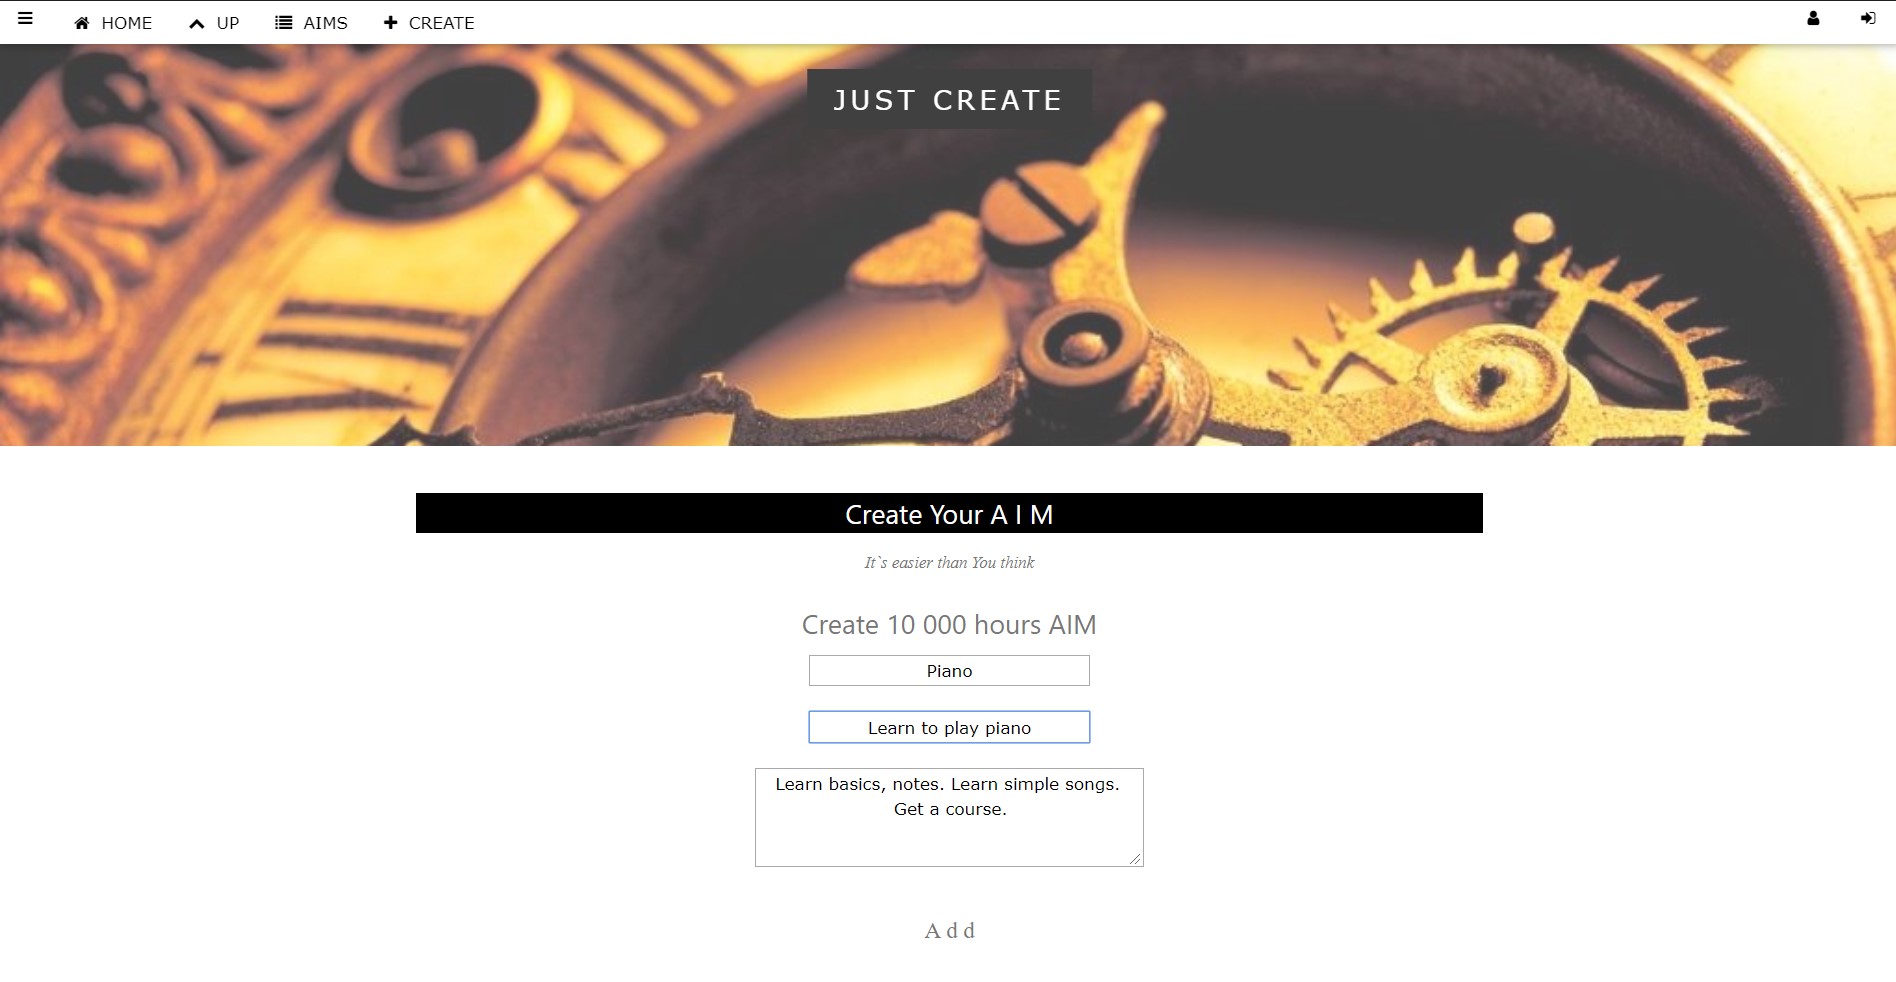 HOME UP AIMS CREATE
JUST CREATE
Create Your A I M
It`s easier than You think
Create 10 000 hours AIM
Piano
Learn to play piano
Learn basics, notes. Learn simple songs.
Get a course.
A d d